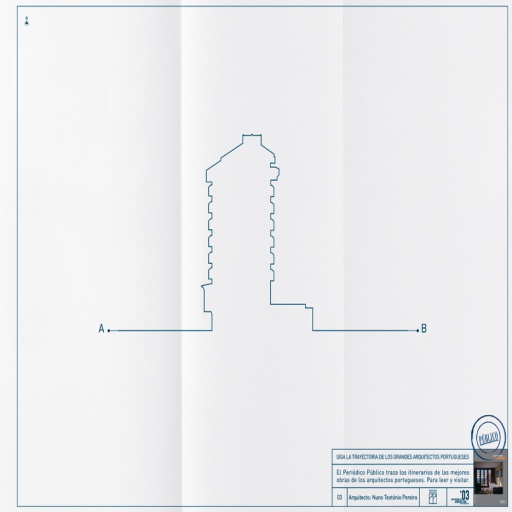 N
A
B
PÚBLICO
SIGA LA TRAYECTORIA DE LOS GRANDES ARQUITECTOS PORTUGUESES
El Periódico Público traza los itinerarios de las mejores
obras de los arquitectos portugueses. Para leer y visitar.
03
Arquitecto: Nuno Teotónio Pereira
'03